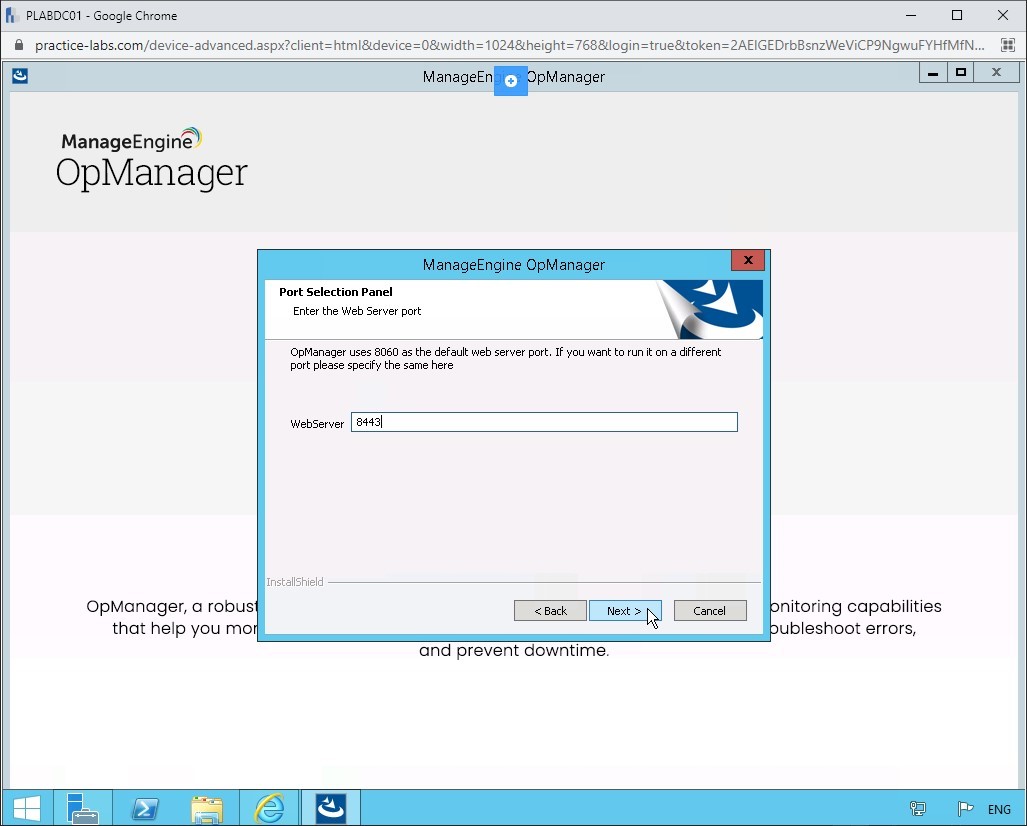 PLABDC01 - Google Chrome
practice-labs.com/device-advanced.aspx?client=html&device=0&width=1024&height=768&login=true&token=2AEIGEDrbBsnzWeViCP9NgwuFYHfMfN...
ManageEng OpManager
ManageEngine
OpManager
ManageEngine OpManager
Port Selection Panel
Enter the Web Server port
OpManager uses 8060 as the default web server port. If you want to run it on a different
port please specify the same here
WebServer 8443
InstallShield
< Back Next > Cancel
OpManager, a robust onitoring capabilities
that help you mor oubleshoot errors,
and prevent downtime.
ENG